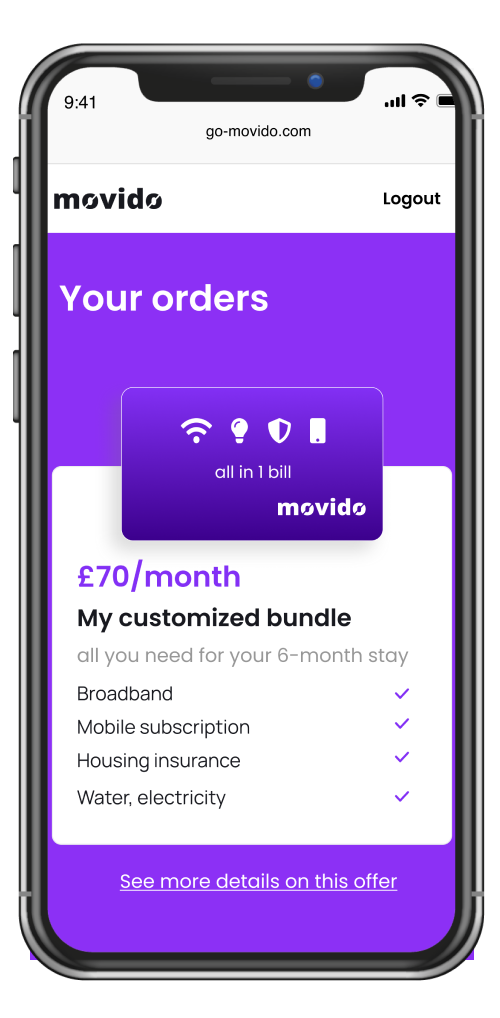 9:41
go-movido.com
movido
Logout
Your orders
all in 1 bill
movido
£70/month
My customized bundle
all you need for your 6-month stay
Broadband
Mobile subscription
Housing insurance
Water, electricity
See more details on this offer